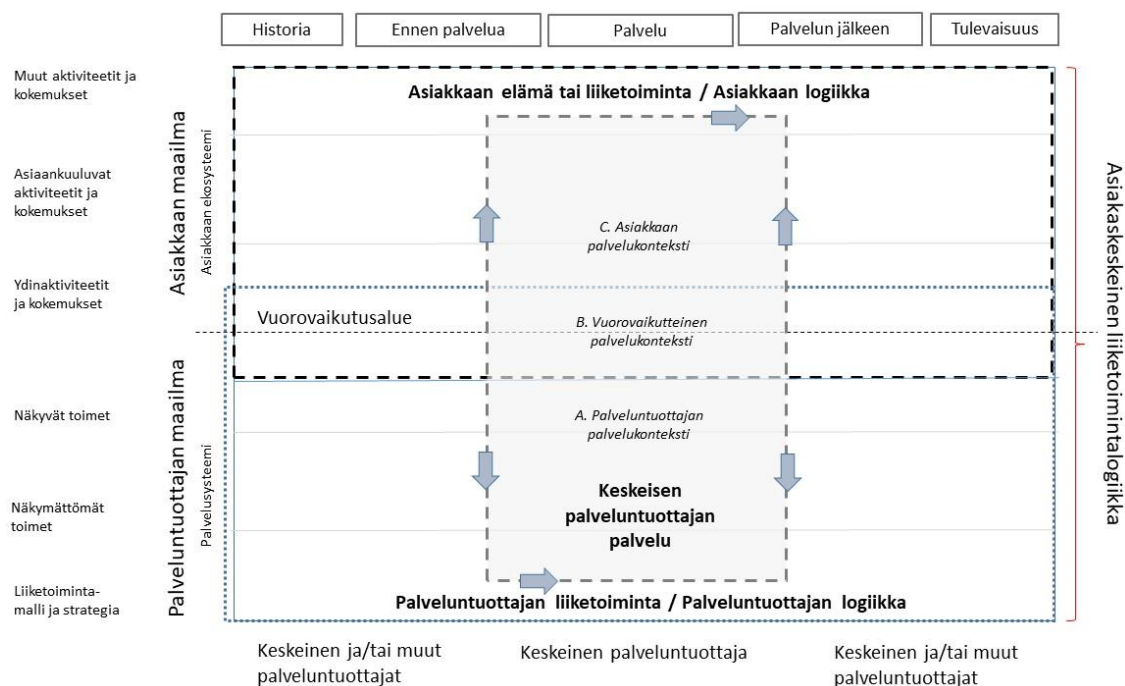 Historia
Ennen palvelua
Palvelu
Palvelun jälkeen
Tulevaisuus
Muut aktiviteetit ja
kokemukset
Asiaankuuluvat
aktiviteetit ja
kokemukset
Ydinaktiviteetit
ja kokemukset
Näkyvät toimet
Näkymättömät
toimet
Liiketoiminta-
malli ja strategia
Asiakkaan maailma
Asiakkaan ekosysteemi
Palveluntuottajan maailma
Palvelusysteemi
Asiakkaan elämä tai liiketoiminta / Asiakkaan logiikka
C. Asiakkaan
palvelukonteksti
Vuorovaikutusalue
B. Vuorovaikutteinen
palvelukonteksti
A. Palveluntuottajan
palvelukonteksti
Keskeisen
palveluntuottajan
palvelu
Palveluntuottajan liiketoiminta / Palveluntuottajan logiikka
Asiakaskeskeinen liiketoimintalogiikka
Keskeinen ja/tai muut
palveluntuottajat
Keskeinen palveluntuottaja
Keskeinen ja/tai muut
palveluntuottajat